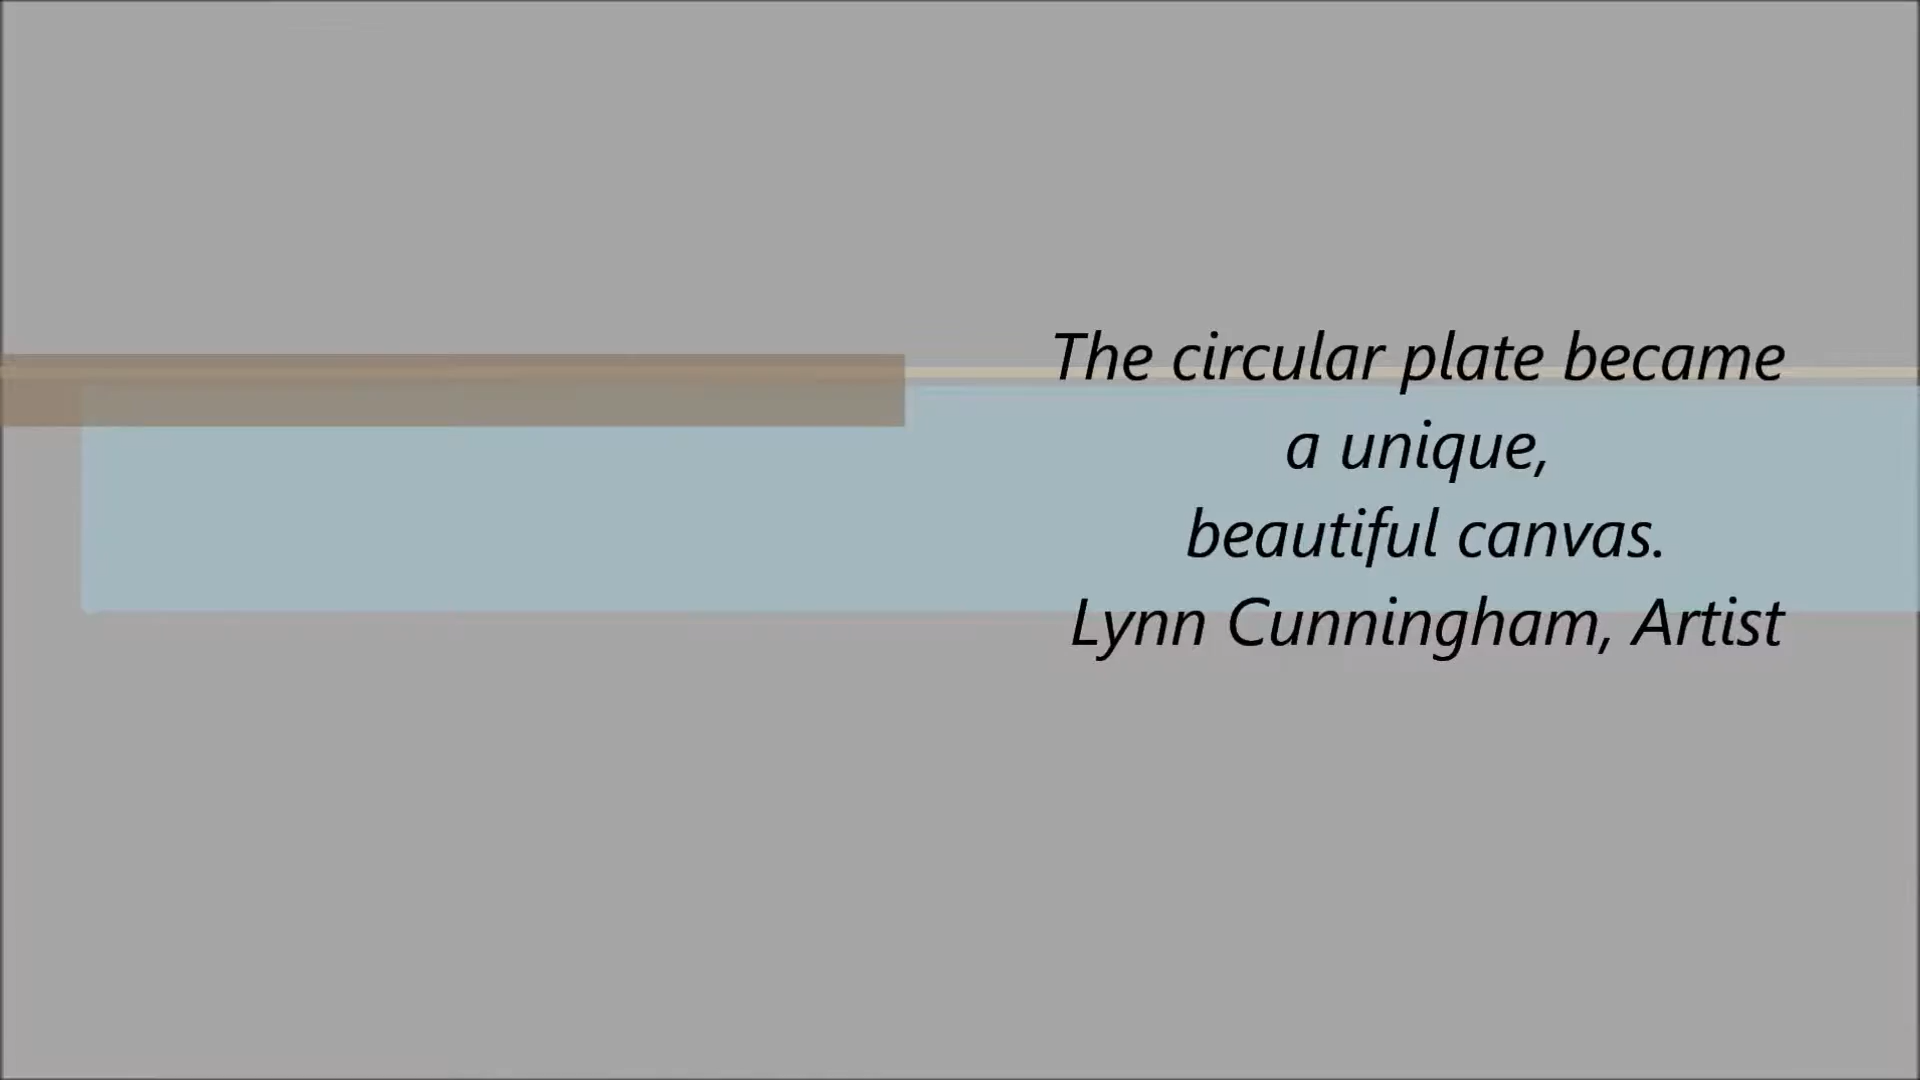 The circular plate became
a unique,
beautiful canvas.
Lynn Cunningham, Artist